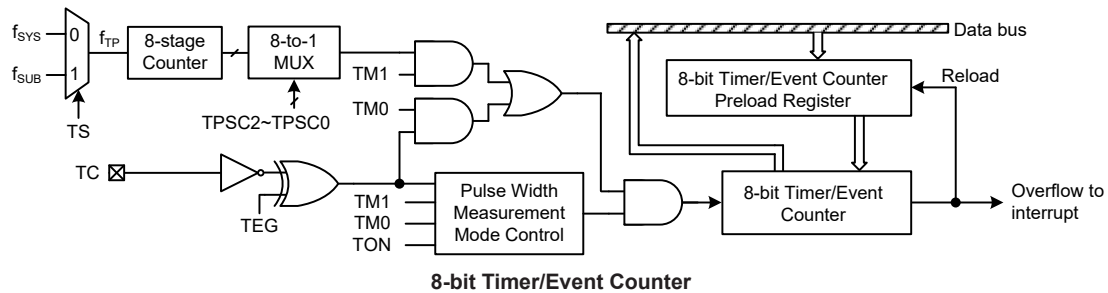 fSYS
0
fTP
8-stage
Counter
8-to-1
MUX
fSUB
1
TS
TPSC2~TPSC0
TM1
TM0
Data bus
8-bit Timer/Event Counter
Preload Register
Reload
TC
TEG
TM1
TM0
TON
Pulse Width
Measurement
Mode Control
8-bit Timer/Event
Counter
Overflow to
interrupt
8-bit Timer/Event Counter